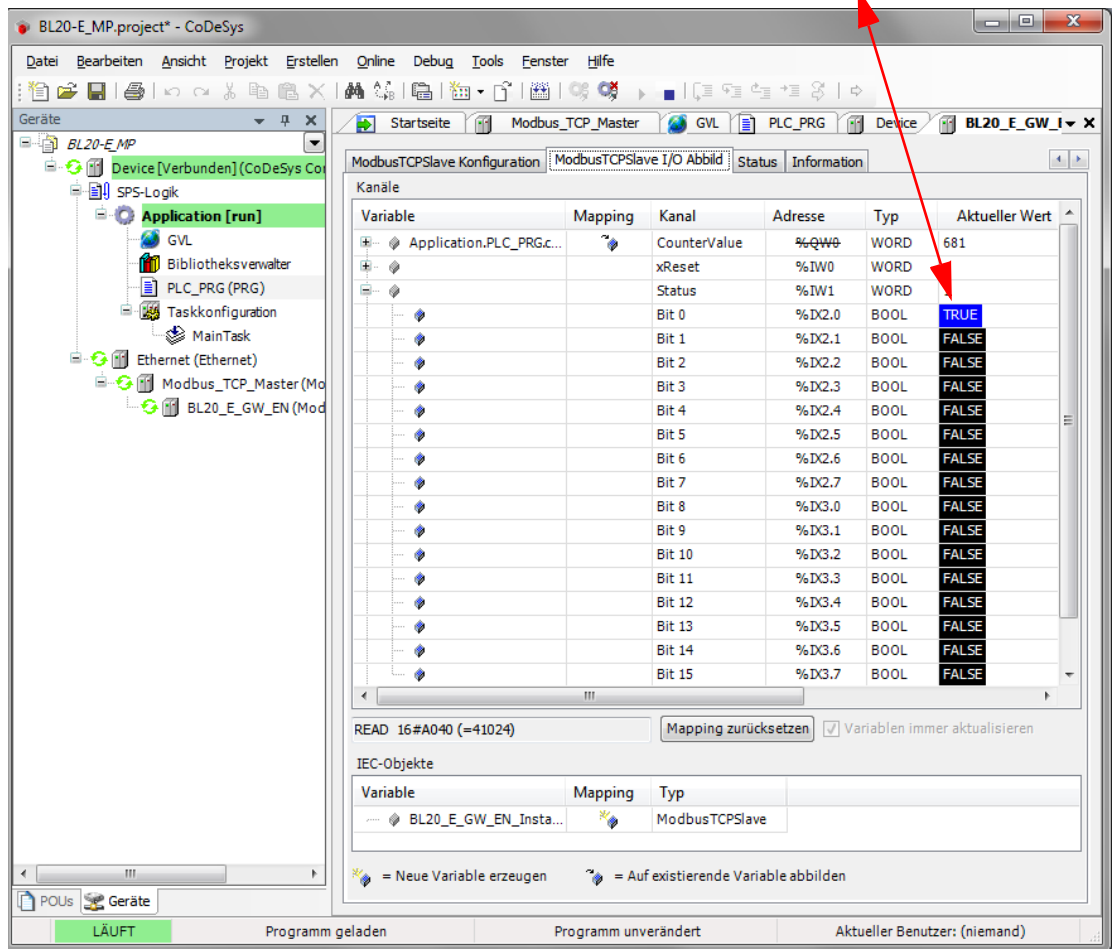 BL20-E_MP.project* - CoDeSys
Datei Bearbeiten Ansicht Projekt Erstellen Online Debug Tools Fenster Hilfe
Geräte
Startseite Modbus_TCP_Master GVL PLC_PRG Device BL20_E_GW_
BL20-E_MP
Device [Verbunden] (CoDeSys Co
SPS-Logik
Application [run]
GVL
Bibliotheksverwalter
PLC_PRG (PRG)
Taskkonfiguration
MainTask
Ethernet (Ethernet)
Modbus_TCP_Master (Mo
BL20_E_GW_EN (Mod
ModbusTCPSlave Konfiguration ModbusTCPSlave I/O Abbild Status Information
Kanäle
Variable Mapping Kanal Adresse Typ Aktueller Wert
Application.PLC_PRG.c... CounterValue %QW0 WORD 681
xReset %IW0 WORD
Status %IW1 WORD
Bit 0 %IX2.0 BOOL TRUE
Bit 1 %IX2.1 BOOL FALSE
Bit 2 %IX2.2 BOOL FALSE
Bit 3 %IX2.3 BOOL FALSE
Bit 4 %IX2.4 BOOL FALSE
Bit 5 %IX2.5 BOOL FALSE
Bit 6 %IX2.6 BOOL FALSE
Bit 7 %IX2.7 BOOL FALSE
Bit 8 %IX3.0 BOOL FALSE
Bit 9 %IX3.1 BOOL FALSE
Bit 10 %IX3.2 BOOL FALSE
Bit 11 %IX3.3 BOOL FALSE
Bit 12 %IX3.4 BOOL FALSE
Bit 13 %IX3.5 BOOL FALSE
Bit 14 %IX3.6 BOOL FALSE
Bit 15 %IX3.7 BOOL FALSE
READ 16#A040 (=41024) Mapping zurücksetzen Variablen immer aktualisieren
IEC-Objekte
Variable Mapping Typ
BL20_E_GW_EN_Insta... ModbusTCPSlave
= Neue Variable erzeugen = Auf existierende Variable abbilden
POUs Geräte
LÄUFT Programm geladen Programm unverändert Aktueller Benutzer: (niemand)